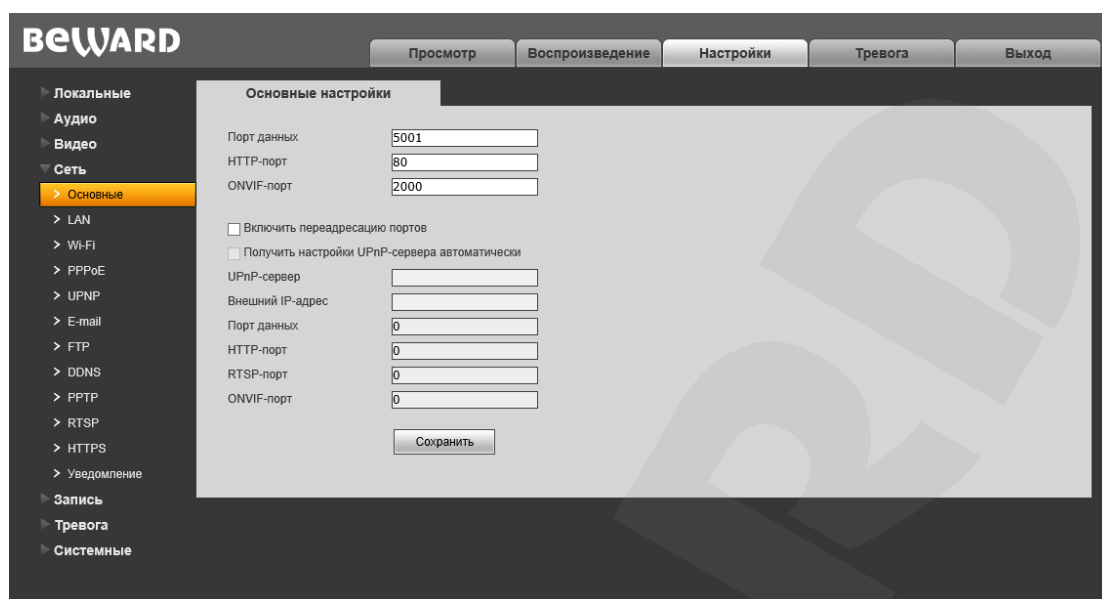 BEWARD
Просмотр
Воспроизведение
Настройки
Тревога
Выход
Локальные
Аудио
Видео
Сеть
> Основные
> LAN
> Wi-Fi
> PPPoE
> UPNP
> E-mail
> FTP
> DDNS
> PPTP
> RTSP
> HTTPS
> Уведомление
Запись
Тревога
Системные
Основные настройки
Порт данных 5001
HTTP-порт 80
ONVIF-порт 2000
Включить переадресацию портов
Получить настройки UPnP-сервера автоматически
UPnP-сервер
Внешний IP-адрес
Порт данных 0
HTTP-порт 0
RTSP-порт 0
ONVIF-порт 0
Сохранить
RD